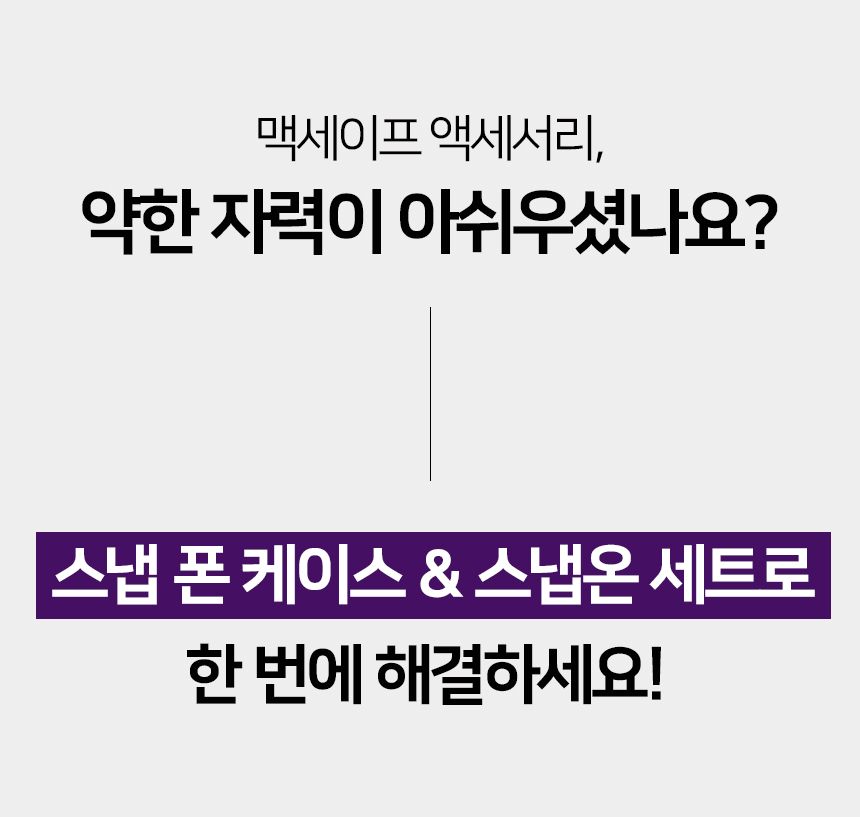 맥세이프 액세서리,
약한 자력이 아쉬우셨나요?
스냅 폰 케이스 & 스냅온 세트로
한 번에 해결하세요!